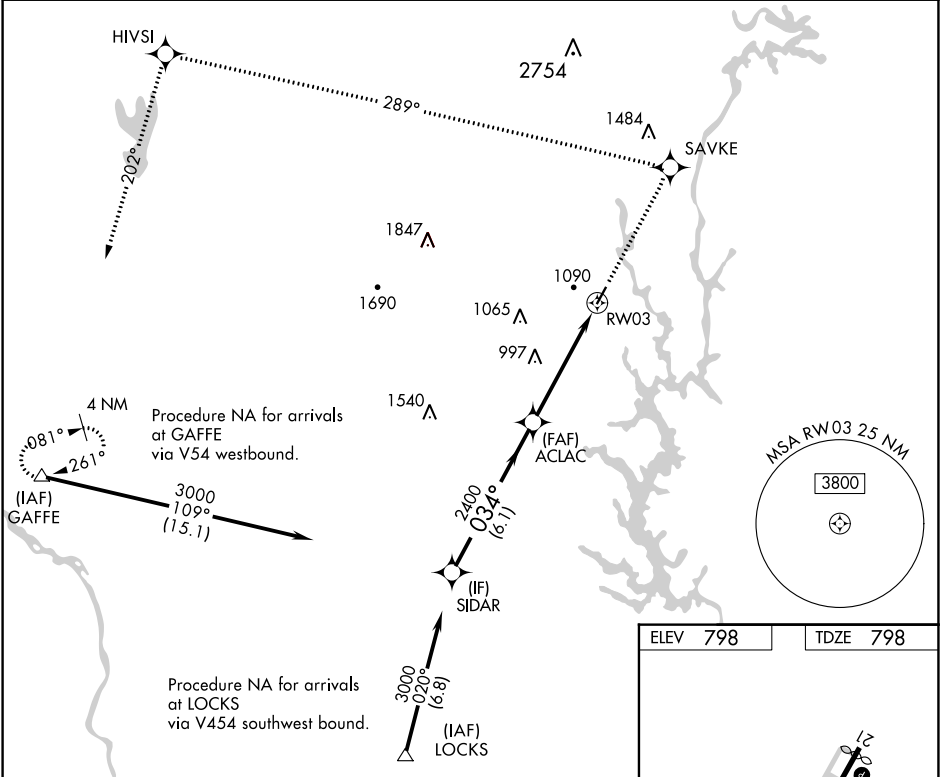 HIVSI
2754
289°
1484
SAVKE
202°
1847
1690
1090
1065
RW03
997
4 NM
081°
261°
Procedure NA for arrivals
at GAFFE
via V54 westbound.
1540
(FAF)
ACLAC
MSA RW03 25 NM
3800
(IAF)
GAFFE
3000
109°
(15.1)
2400
034°
(6.1)
(IF)
SIDAR
ELEV 798
TDZE 798
Procedure NA for arrivals
at LOCKS
via V454 southwest bound.
3000
020°
(6.8)
(IAF)
LOCKS
21